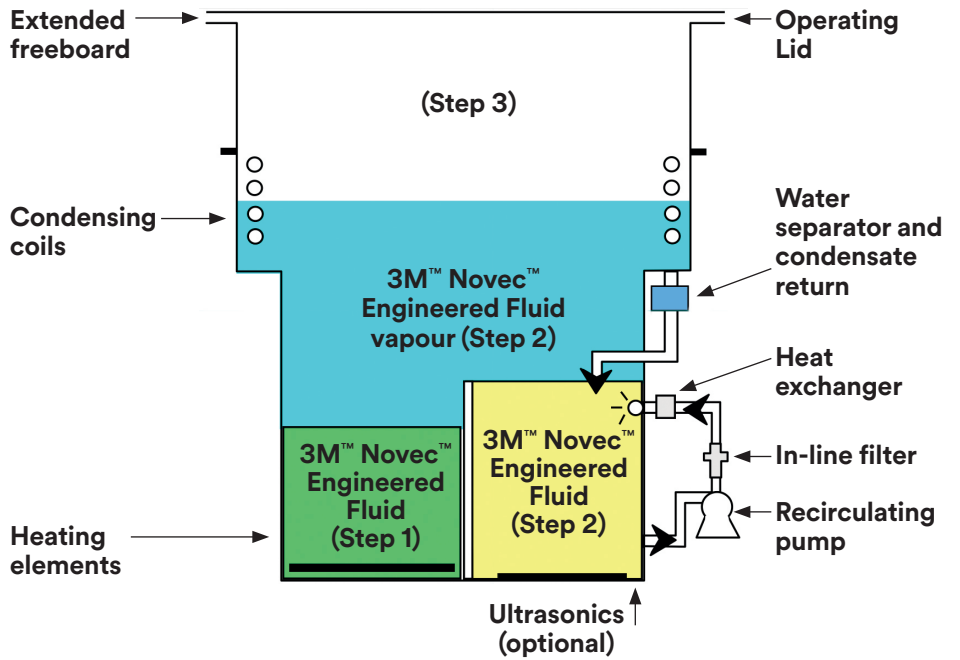 Extended
freeboard
Operating
Lid
(Step 3)
Condensing
coils
Water
separator and
condensate
return
3M™ Novec™
Engineered Fluid
vapour (Step 2)
Heat
exchanger
3M™ Novec™
Engineered
Fluid
(Step 1)
3M™ Novec™
Engineered
Fluid
(Step 2)
In-line filter
Recirculating
pump
Heating
elements
Ultrasonics
(optional)